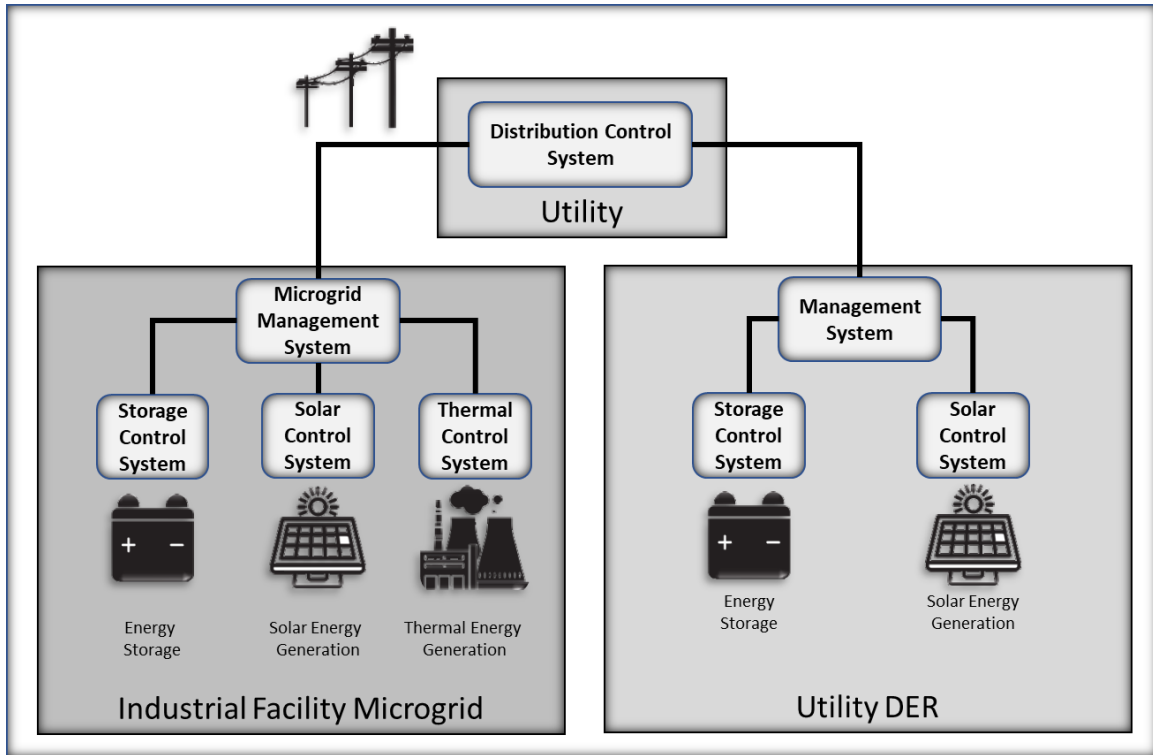 Distribution Control
System
Utility
Microgrid
Management
System
Management
System
Storage
Control
System
Solar
Control
System
Thermal
Control
System
Storage
Control
System
Solar
Control
System
+ −
+ −
Energy
Storage
Solar Energy
Generation
Thermal Energy
Generation
Energy
Storage
Solar Energy
Generation
Industrial Facility Microgrid
Utility DER